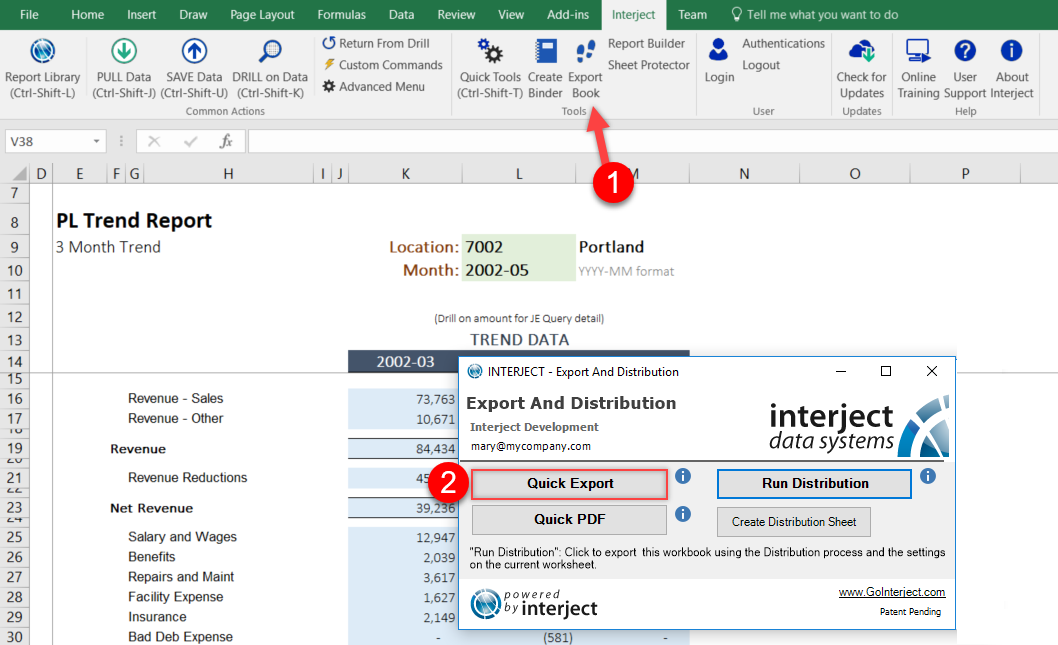 File Home Insert Draw Page Layout Formulas Data Review View Add-ins Interject Team Tell me what you want to do
Report Library (Ctrl-Shift-L)
PULL Data (Ctrl-Shift-J)
SAVE Data (Ctrl-Shift-U)
DRILL on Data (Ctrl-Shift-K)
Return From Drill
Custom Commands
Advanced Menu
Common Actions
Quick Tools (Ctrl-Shift-T)
Create Binder
Export Book
Report Builder
Sheet Protector
Tools
Login
Authentications
Logout
User
Check for Updates
Updates
Online Training
User Support
About Interject
Help
1
V38 fx
D E F G H I J K L M N O P
7
8 PL Trend Report
9 3 Month Trend Location: 7002 Portland
10 Month: 2002-05 YYYY-MM format
11
12 (Drill on amount for JE Query detail)
13 TREND DATA
14 2002-03
15
16 Revenue - Sales 73,763
17 Revenue - Other 10,671
18
19 Revenue 84,434
20
21 Revenue Reductions 45
22
23 Net Revenue 39,236
24
25 Salary and Wages 12,947
26 Benefits 2,039
27 Repairs and Maint 3,617
28 Facility Expense 1,627
29 Insurance 2,149
30 Bad Deb Expense - (581) -
INTERJECT - Export And Distribution
Export And Distribution
Interject Development
mary@mycompany.com
interject
data systems
2
Quick Export Run Distribution
Quick PDF Create Distribution Sheet
"Run Distribution": Click to export this workbook using the Distribution process and the settings
on the current worksheet.
powered
by interject
www.GoInterject.com
Patent Pending